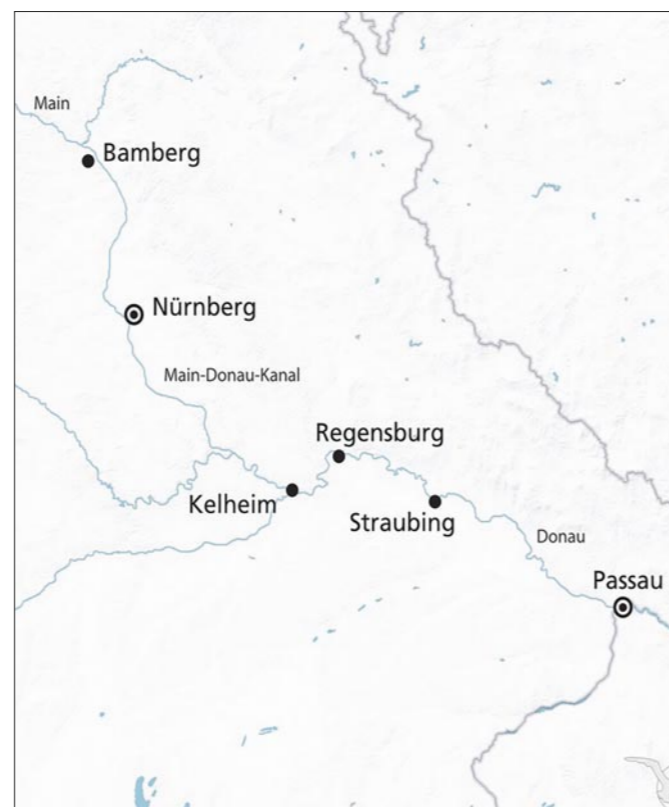 Main
Bamberg
Nürnberg
Main-Donau-Kanal
Regensburg
Kelheim
Straubing
Donau
Passau